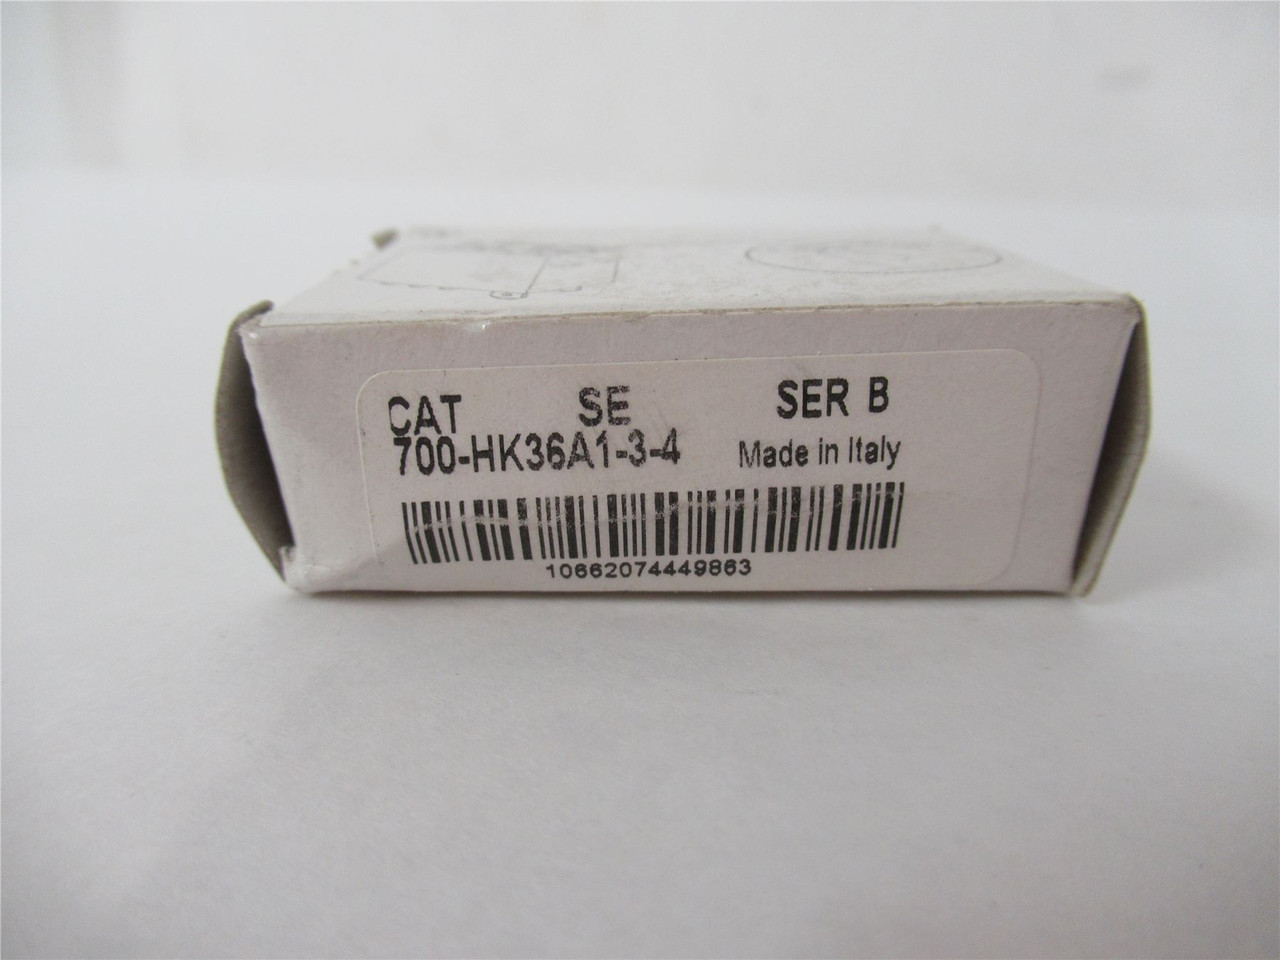 CAT SE SER B
700-HK36A1-3-4 Made in Italy
10662074449863